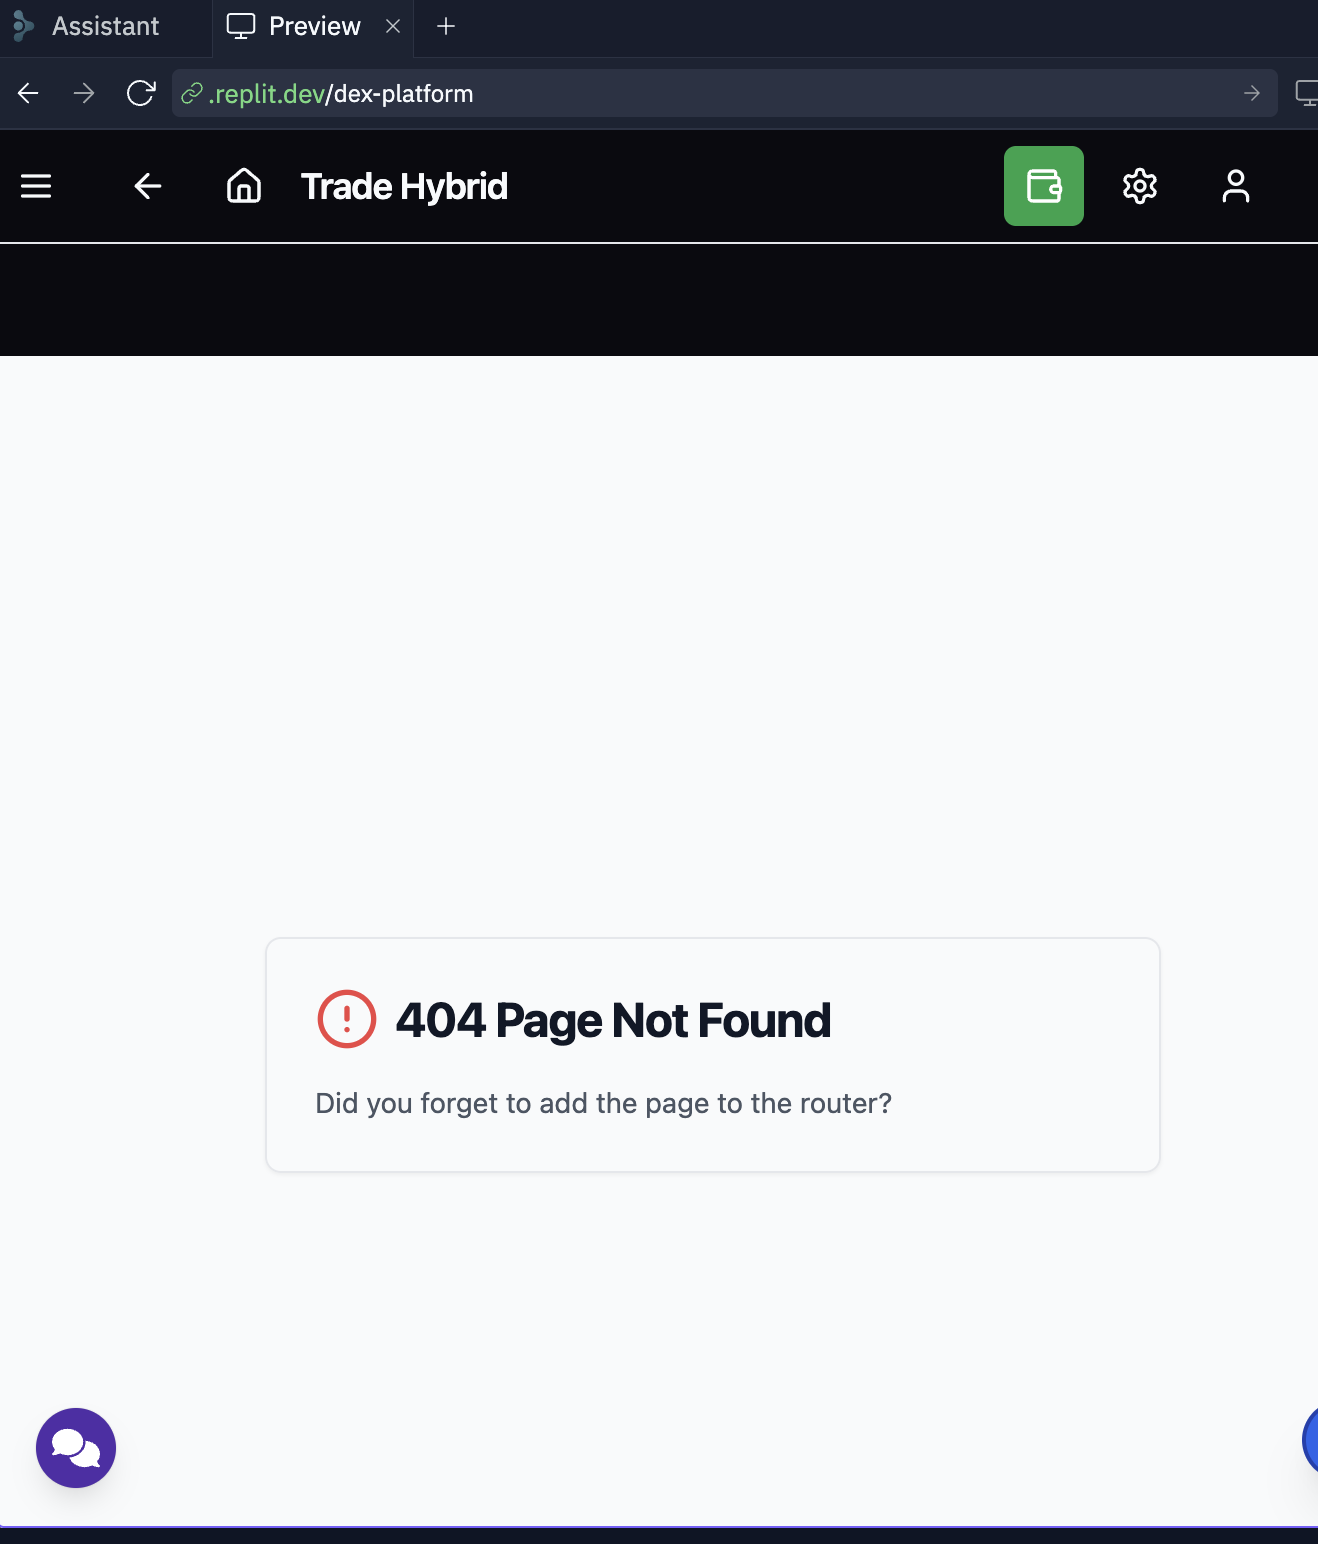 Assistant
Preview
.replit.dev/dex-platform
Trade Hybrid
404 Page Not Found
Did you forget to add the page to the router?